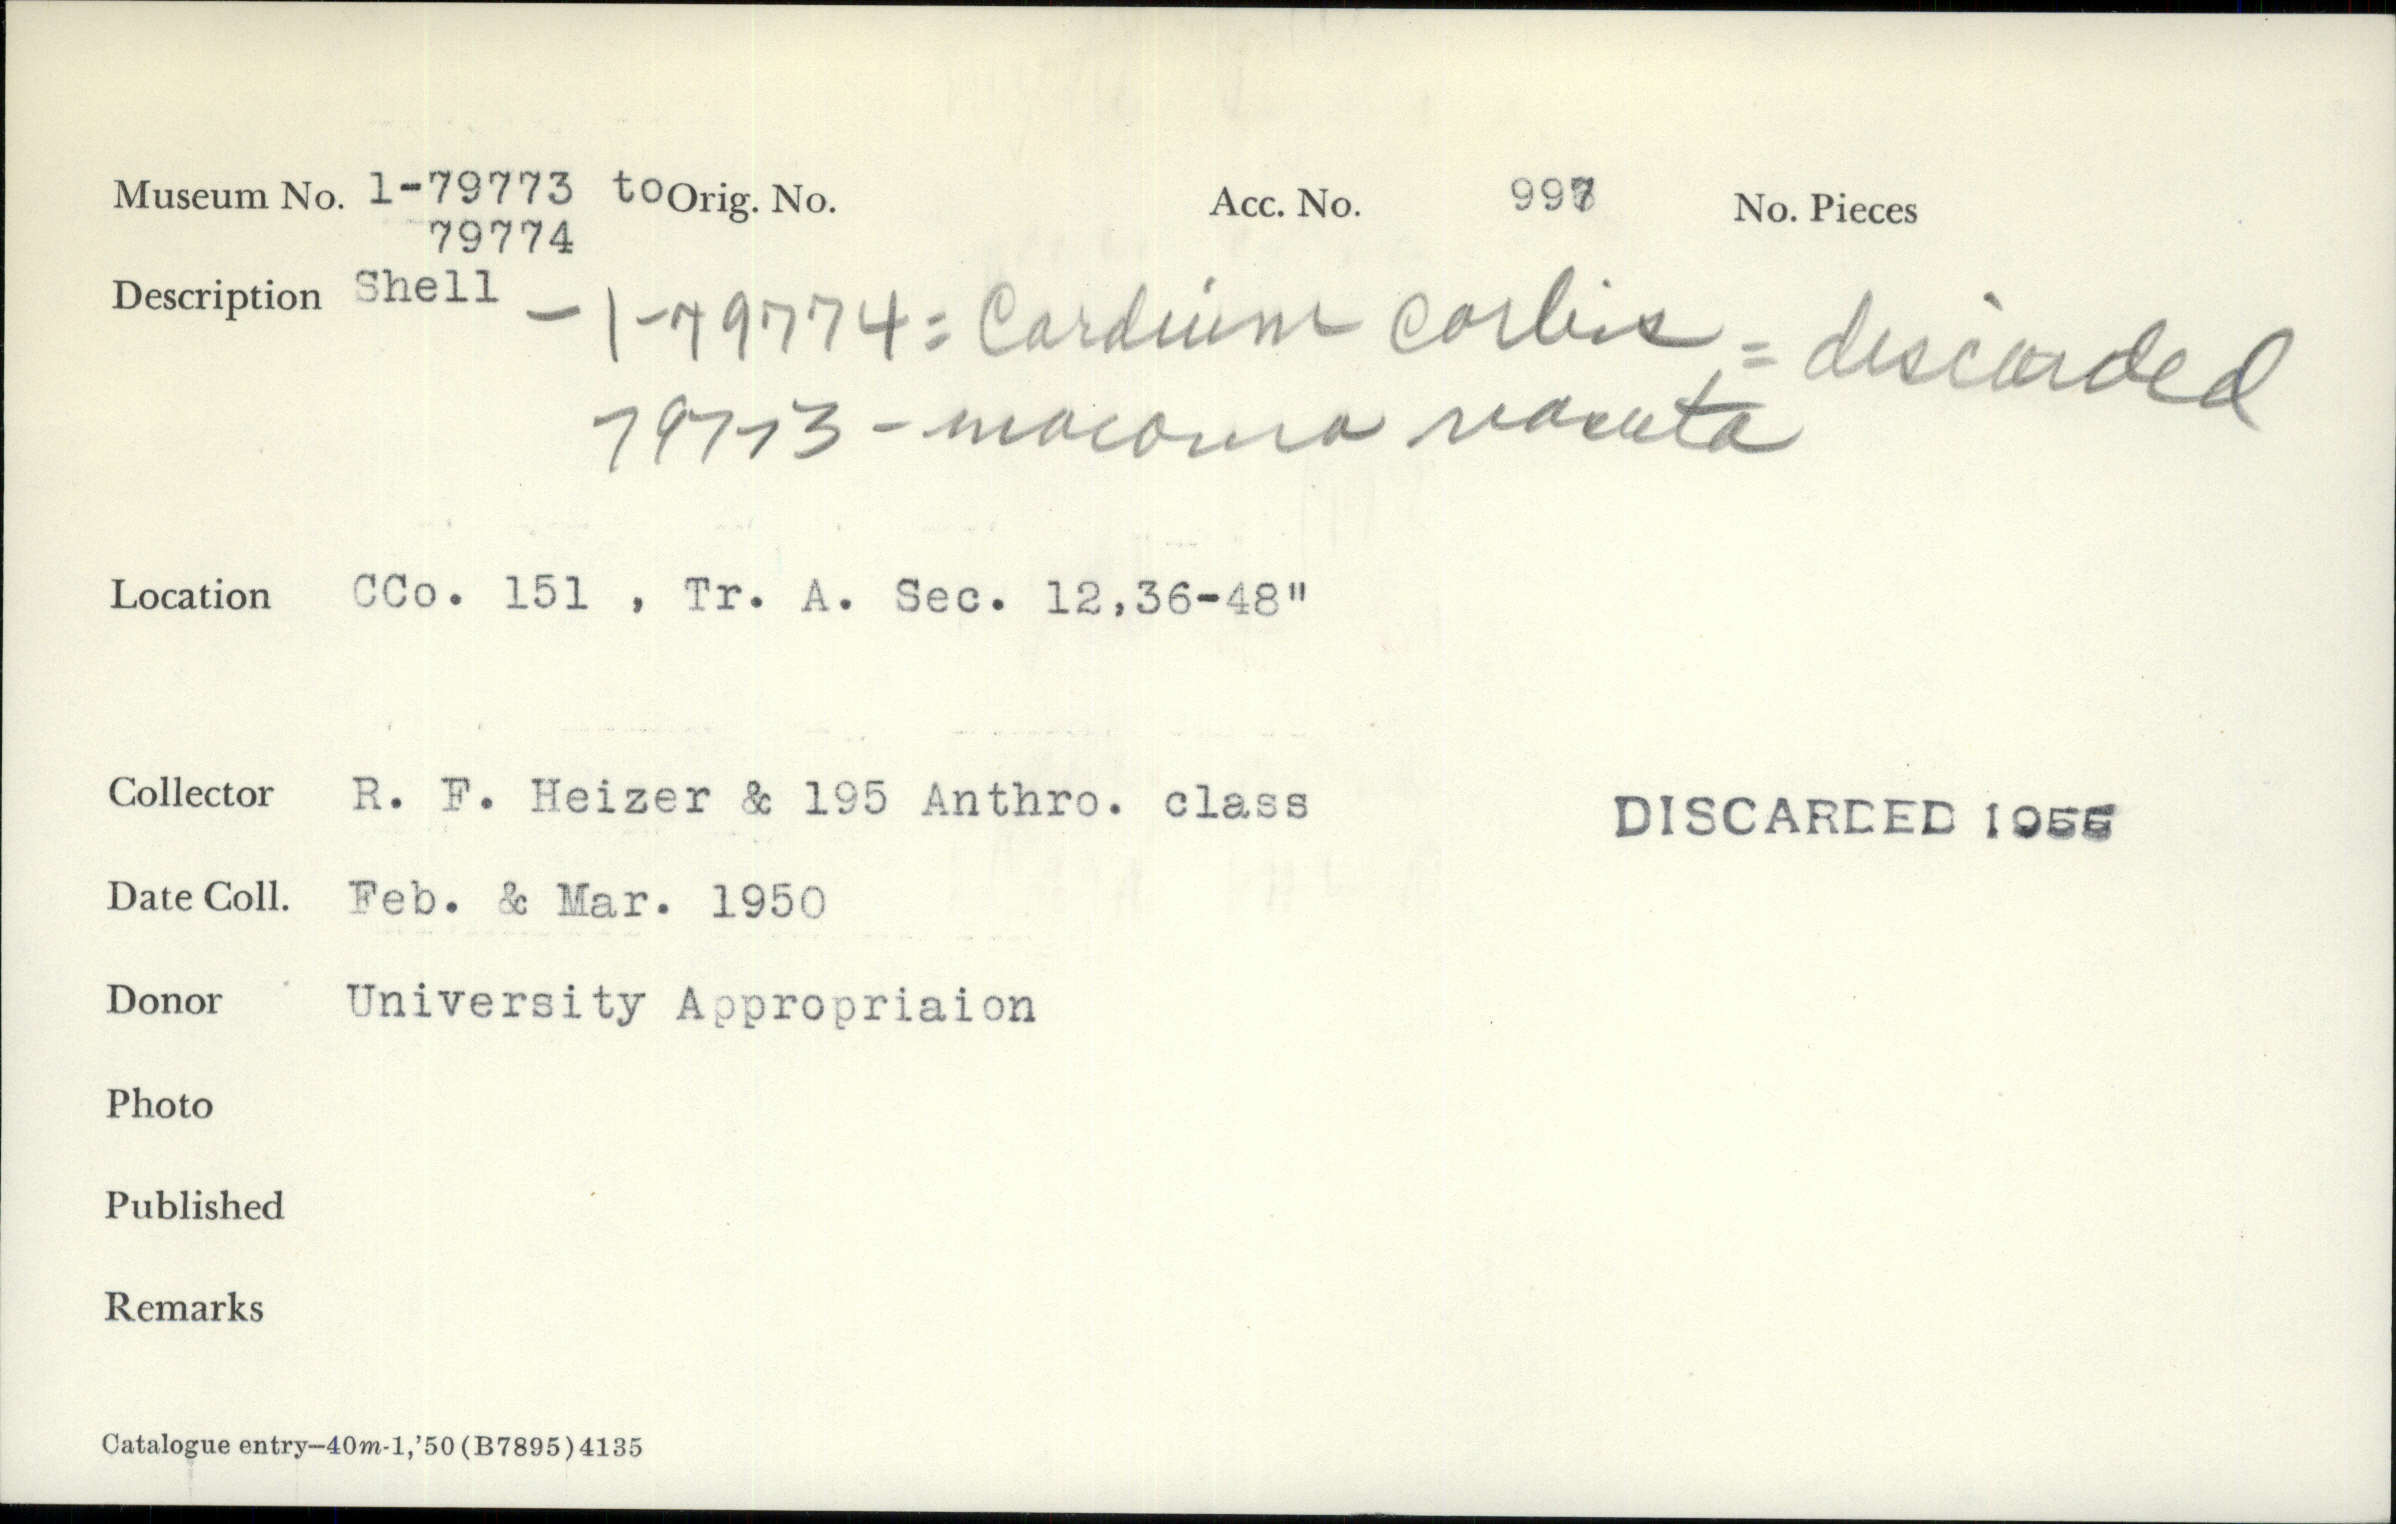 Museum No. 1-79773 to Orig. No. Acc. No. 997 No. Pieces
79774
Description Shell - 1-79774 = Cardium corbis = discarded
79773 - macoma nasuta
Location CCo. 151 , Tr. A. Sec. 12,36-48"
Collector R. F. Heizer & 195 Anthro. class DISCARDED
Date Coll. Feb. & Mar. 1950
Donor University Appropriaion
Photo
Published
Remarks
Catalogue entry—40m-1,'50 (B7895) 4135